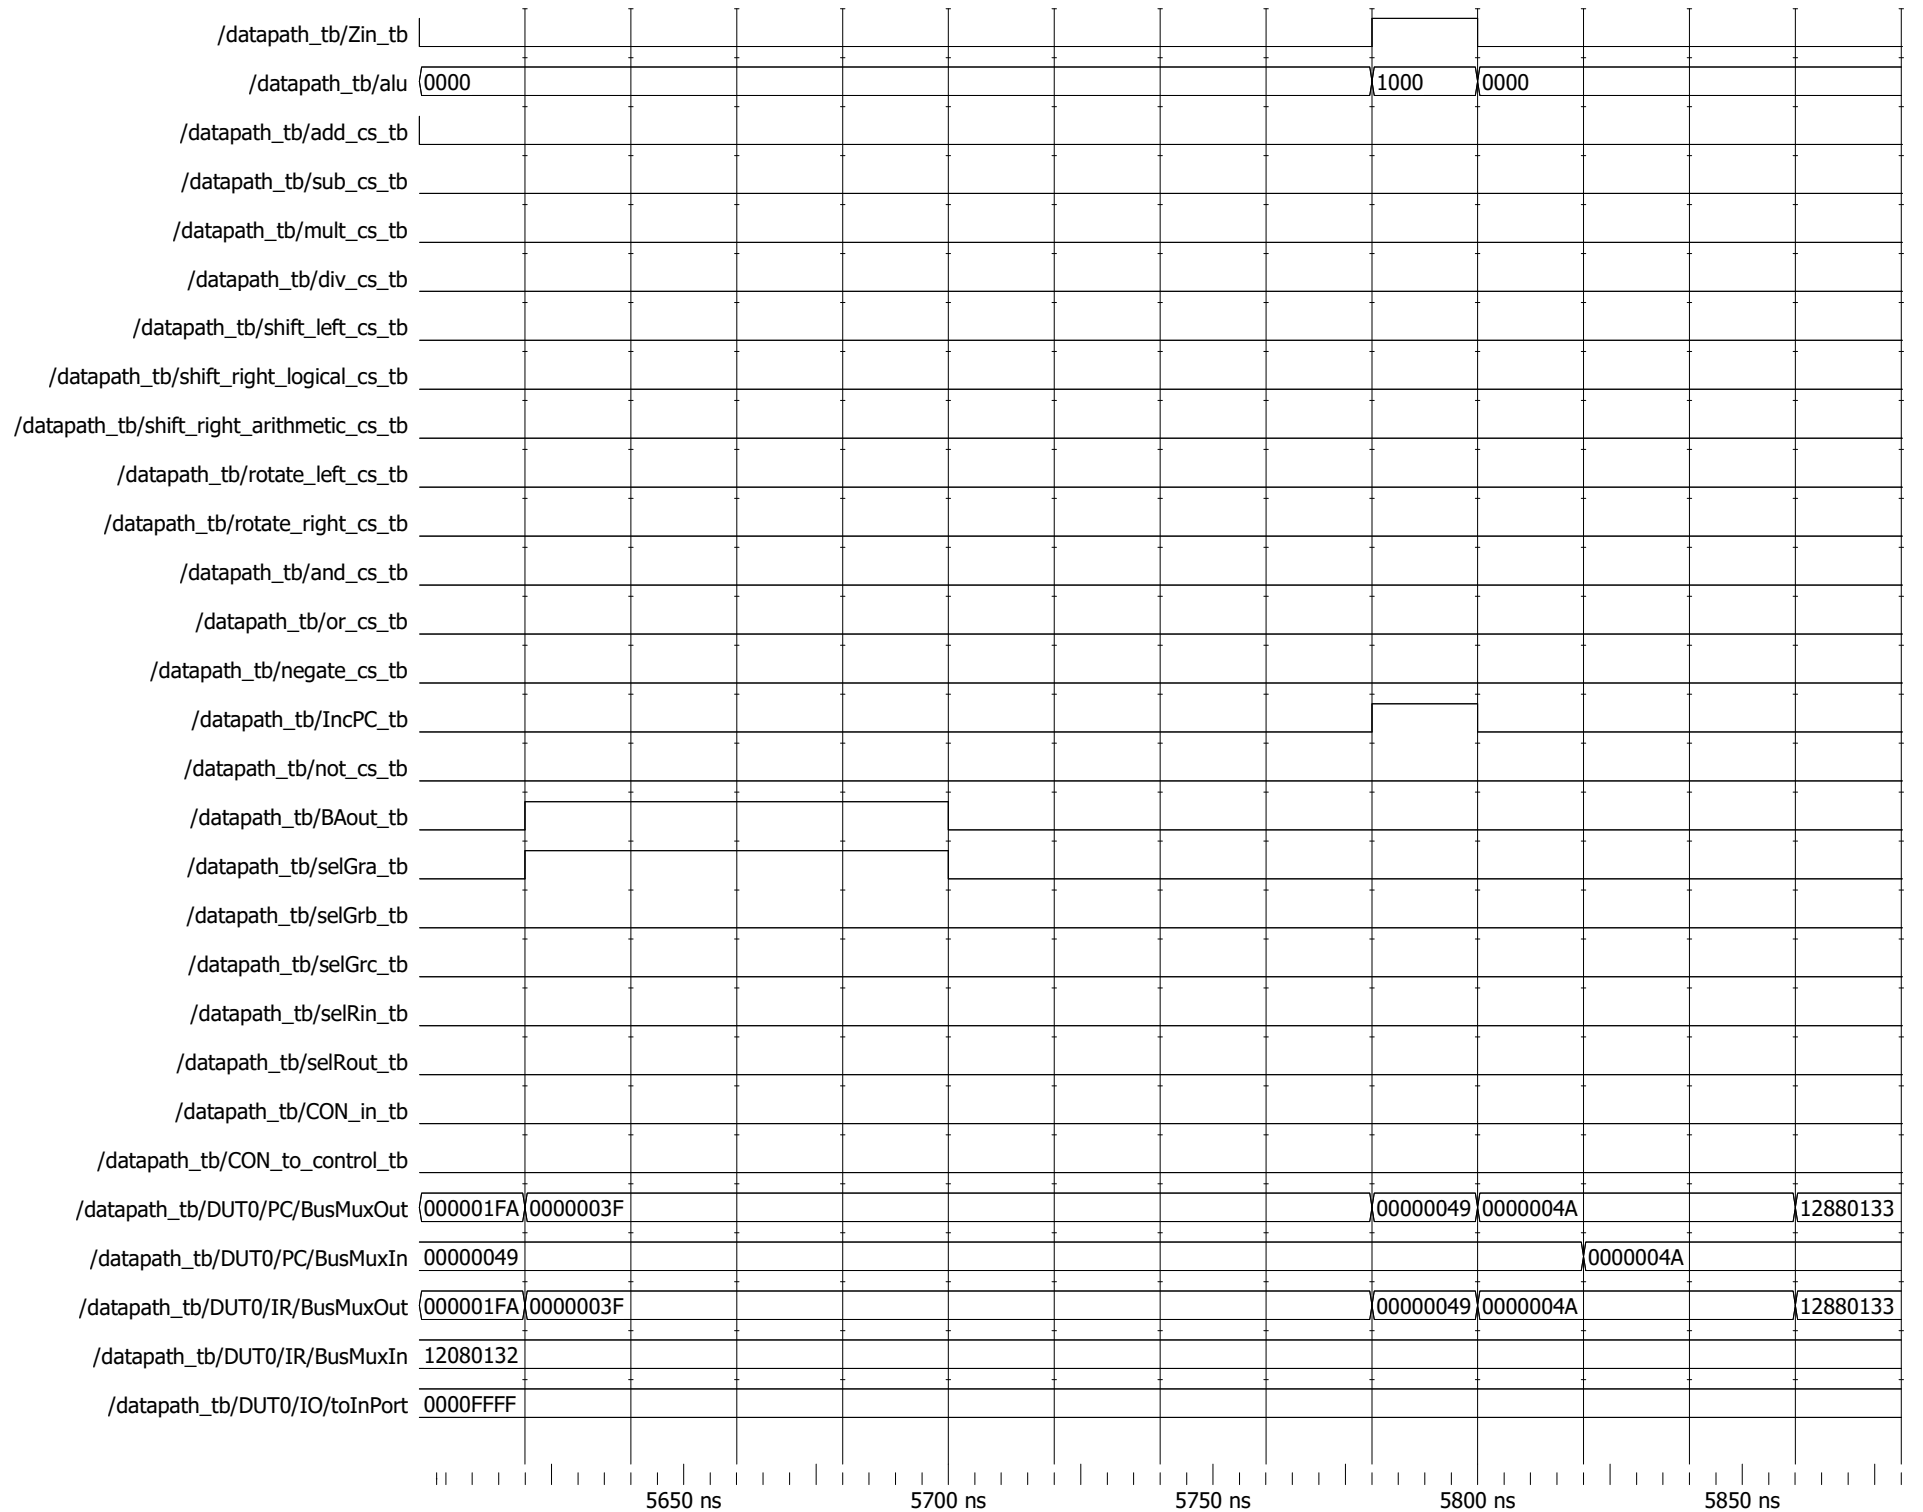 /datapath_tb/Zin_tb
/datapath_tb/alu 0000 1000 0000
/datapath_tb/add_cs_tb
/datapath_tb/sub_cs_tb
/datapath_tb/mult_cs_tb
/datapath_tb/div_cs_tb
/datapath_tb/shift_left_cs_tb
/datapath_tb/shift_right_logical_cs_tb
/datapath_tb/shift_right_arithmetic_cs_tb
/datapath_tb/rotate_left_cs_tb
/datapath_tb/rotate_right_cs_tb
/datapath_tb/and_cs_tb
/datapath_tb/or_cs_tb
/datapath_tb/negate_cs_tb
/datapath_tb/IncPC_tb
/datapath_tb/not_cs_tb
/datapath_tb/BAout_tb
/datapath_tb/selGra_tb
/datapath_tb/selGrb_tb
/datapath_tb/selGrc_tb
/datapath_tb/selRin_tb
/datapath_tb/selRout_tb
/datapath_tb/CON_in_tb
/datapath_tb/CON_to_control_tb
/datapath_tb/DUT0/PC/BusMuxOut 000001FA 0000003F 00000049 0000004A 12880133
/datapath_tb/DUT0/PC/BusMuxIn 00000049 0000004A
/datapath_tb/DUT0/IR/BusMuxOut 000001FA 0000003F 00000049 0000004A 12880133
/datapath_tb/DUT0/IR/BusMuxIn 12080132
/datapath_tb/DUT0/IO/toInPort 0000FFFF
5650 ns 5700 ns 5750 ns 5800 ns 5850 ns